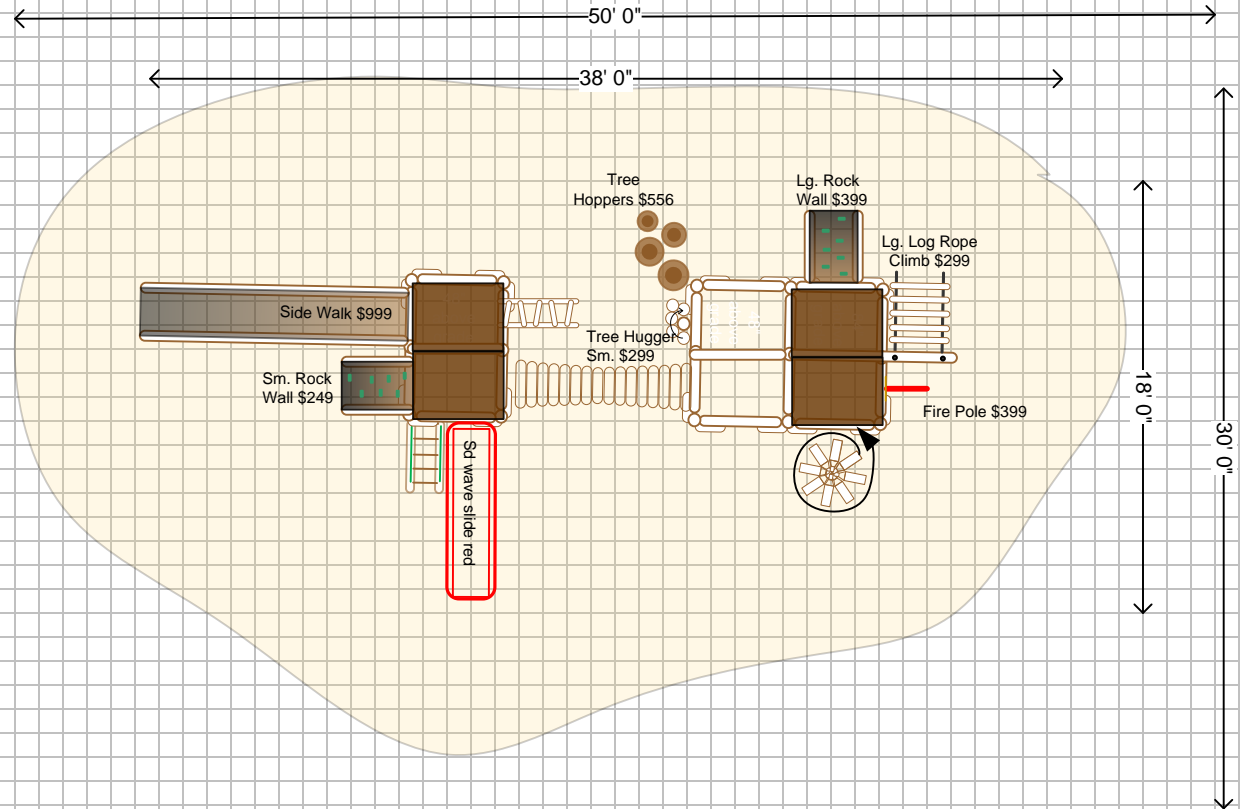 50' 0"
38' 0"
Tree
Hoppers $556
Lg. Rock
Wall $399
Lg. Log Rope
Climb $299
Side Walk $999
Tree Hugger
Sm. $299
Sm. Rock
Wall $249
Fire Pole $399
Sd wave slide red
18' 0"
30' 0"